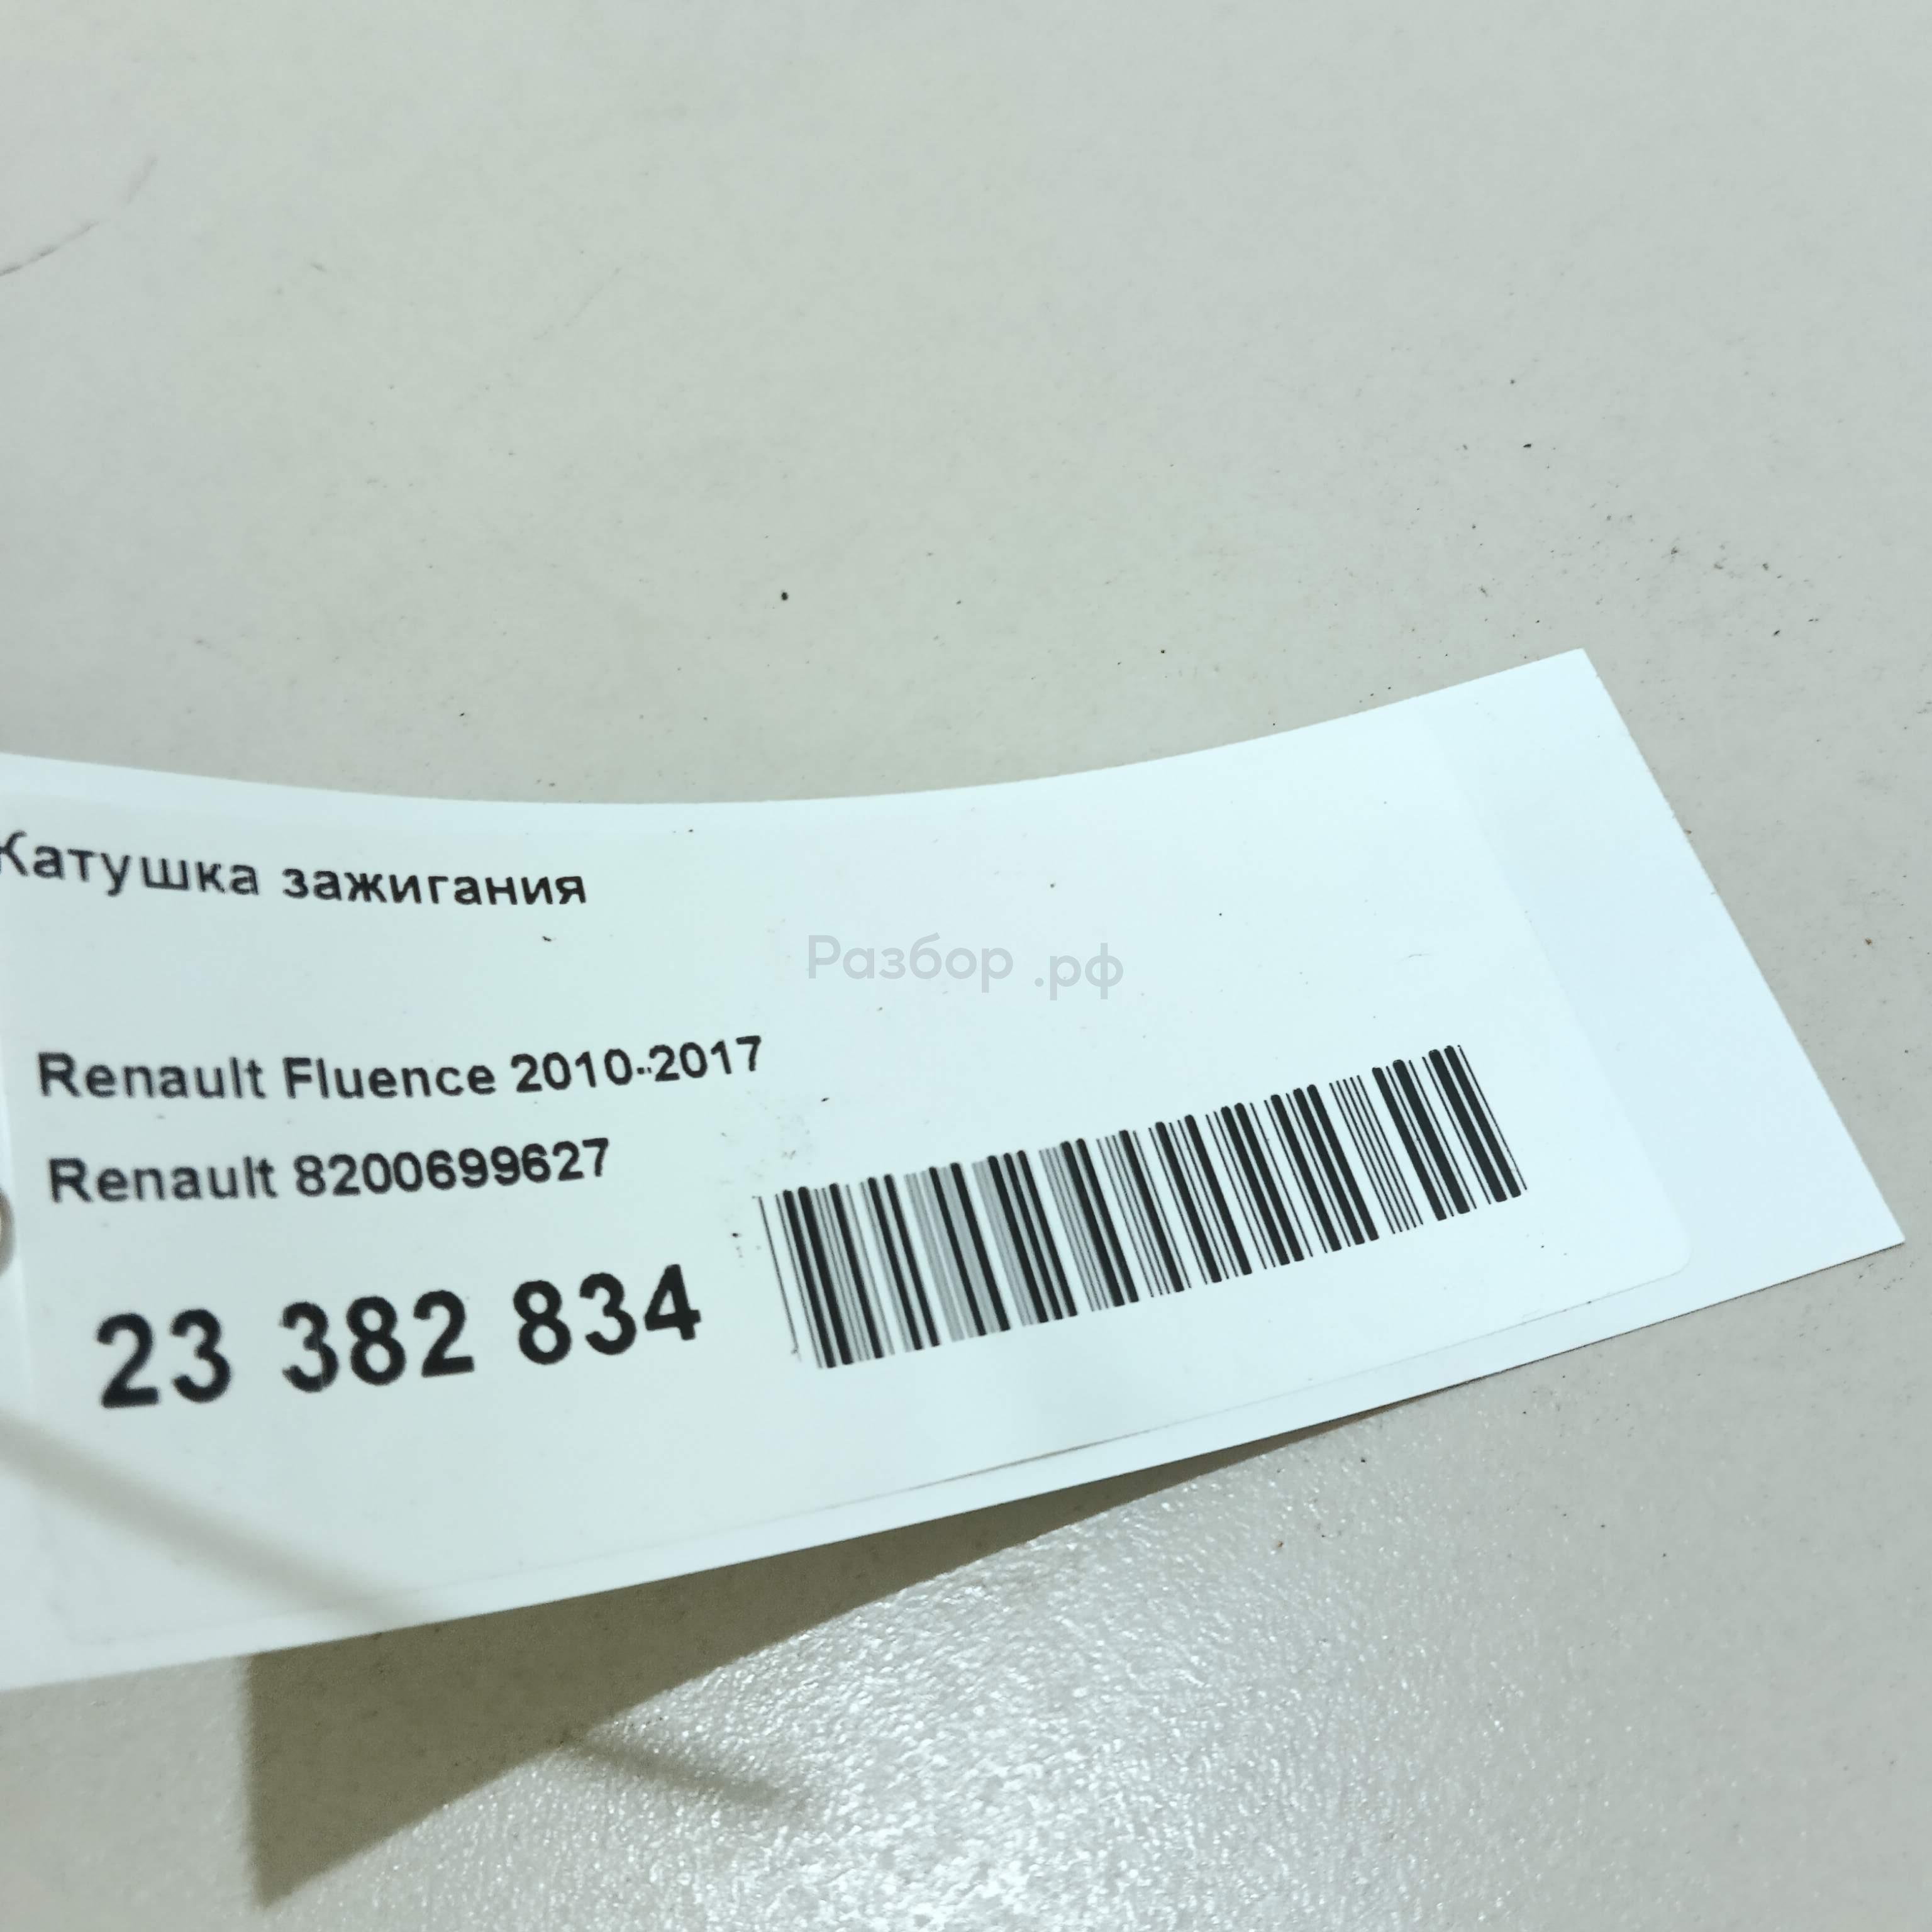 Катушка зажигания
Разбор .рф
Renault Fluence 2010-2017
Renault 8200699627
23 382 834